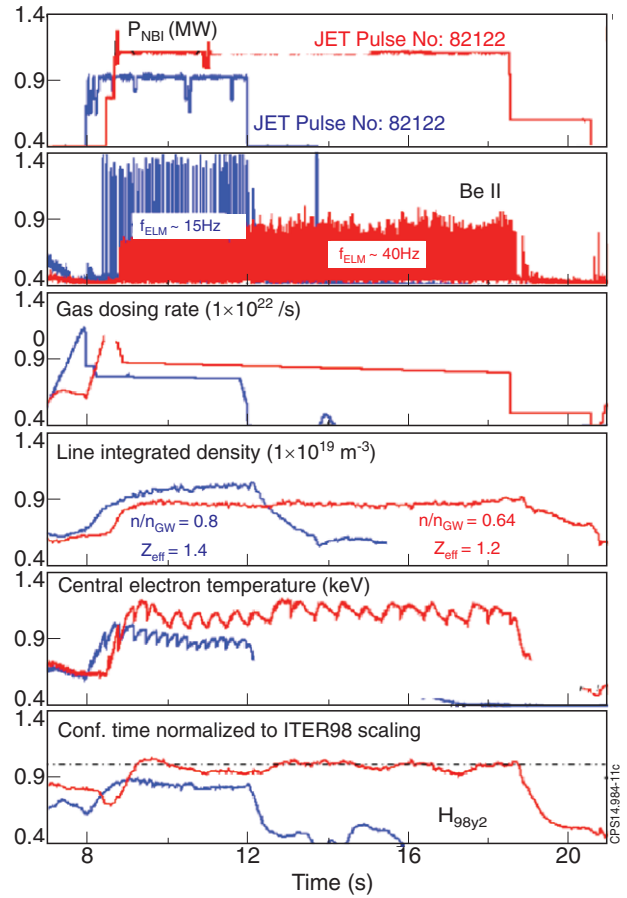 1.4
P_NBI (MW)
JET Pulse No: 82122
0.9
JET Pulse No: 82122
0.4
1.4
Be II
0.9
f_ELM ~ 15Hz
f_ELM ~ 40Hz
0.4
1.4
Gas dosing rate (1×10^22 /s)
0
0.9
0.4
1.4
Line integrated density (1×10^19 m^-3)
0.9
n/n_GW = 0.8
n/n_GW = 0.64
Z_eff = 1.4
Z_eff = 1.2
0.4
1.4
Central electron temperature (keV)
0.9
0.4
1.4
Conf. time normalized to ITER98 scaling
0.9
H_98y2
0.4
8 12 16 20
Time (s)
CPS14.984-11c